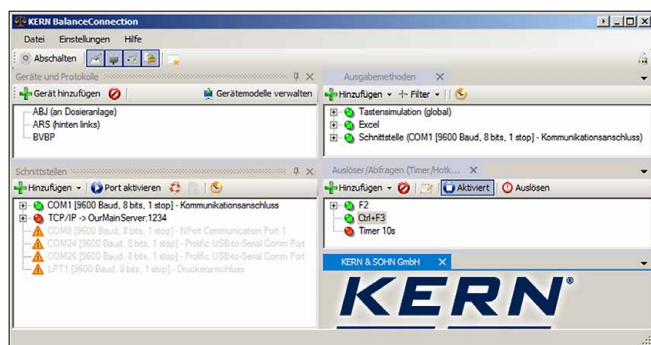 KERN BalanceConnection
Datei Einstellungen Hilfe
Abschalten
Geräte und Protokolle
Gerät hinzufügen Gerätemodelle verwalten
ABJ (an Dosieranlage)
ARS (hinten links)
BVBP
Ausgabemethoden
Hinzufügen Filter
Tastensimulation (global)
Excel
Schnittstelle (COM1 [9600 Baud, 8 bits, 1 stop] - Kommunikationsanschluss)
Schnittstellen
Hinzufügen Port aktivieren
COM1 [9600 Baud, 8 bits, 1 stop] - Kommunikationsanschluss
TCP/IP -> OurMainServer:1234
COM8 [9600 Baud, 8 bits, 1 stop] - NPort Communication Port 1
COM24 [9600 Baud, 8 bits, 1 stop] - Prolific USB-to-Serial Comm Port
COM26 [9600 Baud, 8 bits, 1 stop] - Prolific USB-to-Serial Comm Port
LPT1 [9600 Baud, 8 bits, 1 stop] - Druckeranschluss
Auslöser/Abfragen (Timer/Hotk...
Hinzufügen Aktiviert Auslösen
F2
Ctrl+F3
Timer 10s
KERN & SOHN GmbH
KERN®